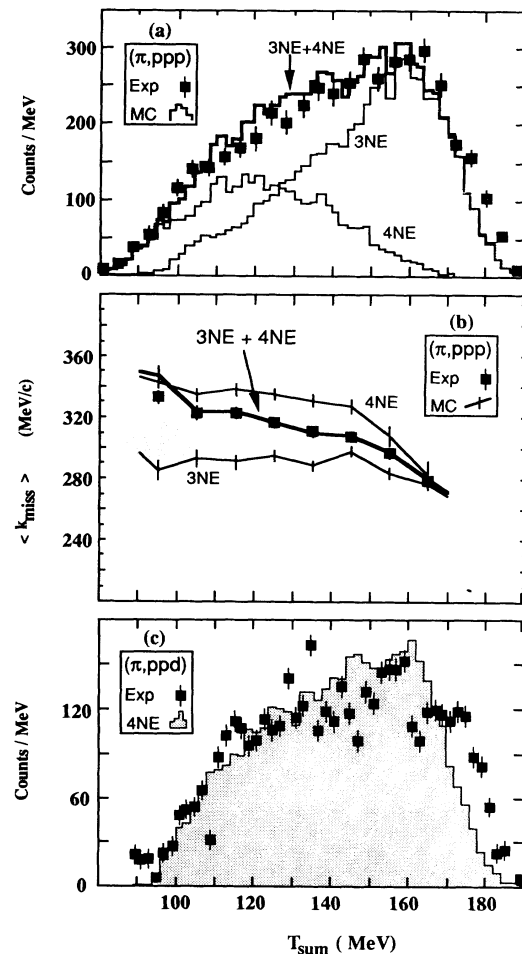 (a)
(π,ppp)
Exp
MC
3NE+4NE
3NE
4NE
Counts / MeV
300
200
100
0
(b)
(π,ppp)
Exp
MC
3NE + 4NE
4NE
3NE
< k miss > (MeV/c)
360
320
280
240
(c)
(π,ppd)
Exp
4NE
Counts / MeV
120
60
0
100
120
140
160
180
T sum ( MeV )